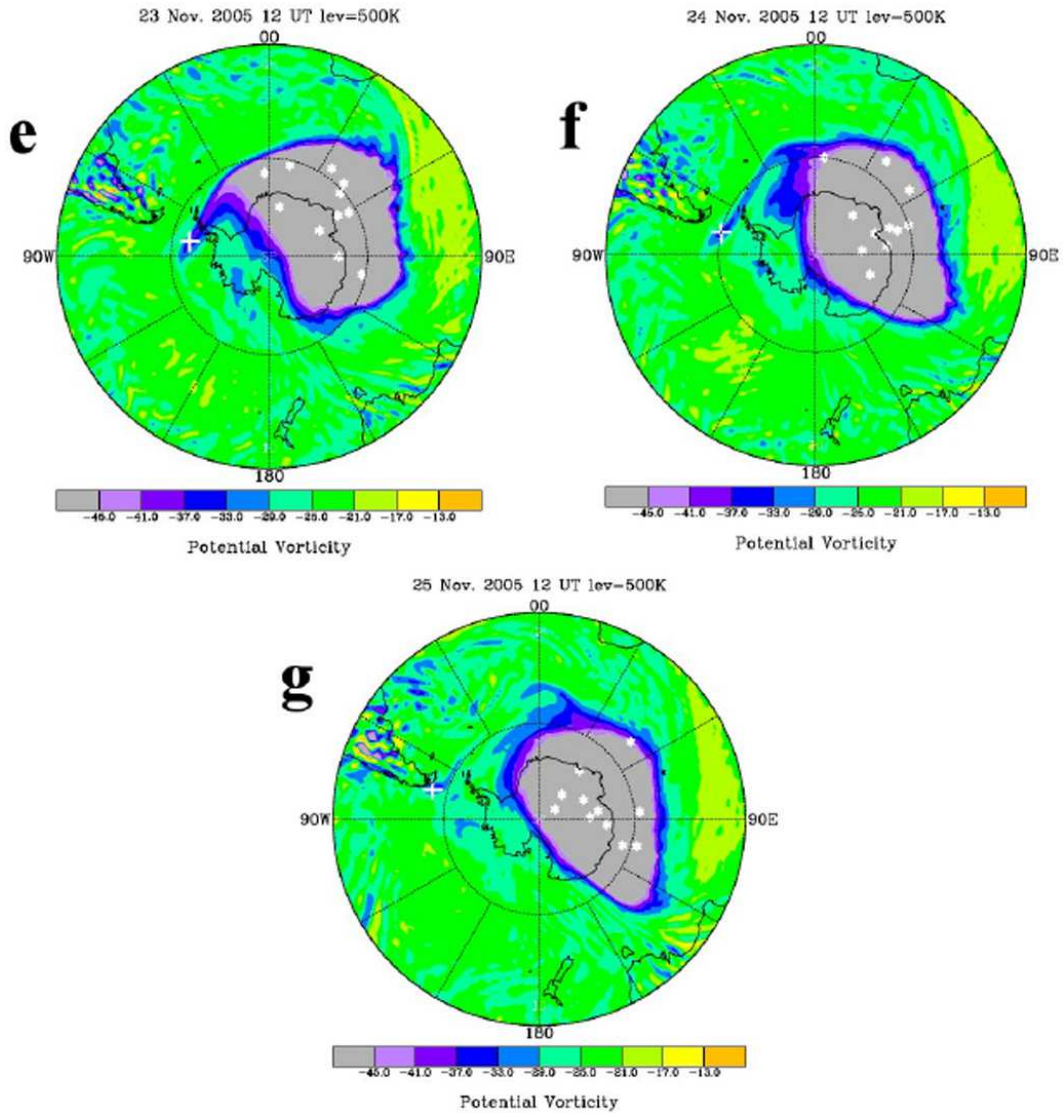 23 Nov. 2005 12 UT lev=500K
00
e
90W
90E
180
-45.0 -41.0 -37.0 -33.0 -29.0 -25.0 -21.0 -17.0 -13.0
Potential Vorticity
24 Nov. 2005 12 UT lev=500K
00
f
90W
90E
180
-45.0 -41.0 -37.0 -33.0 -29.0 -25.0 -21.0 -17.0 -13.0
Potential Vorticity
25 Nov. 2005 12 UT lev=500K
00
g
90W
90E
180
-45.0 -41.0 -37.0 -33.0 -29.0 -25.0 -21.0 -17.0 -13.0
Potential Vorticity